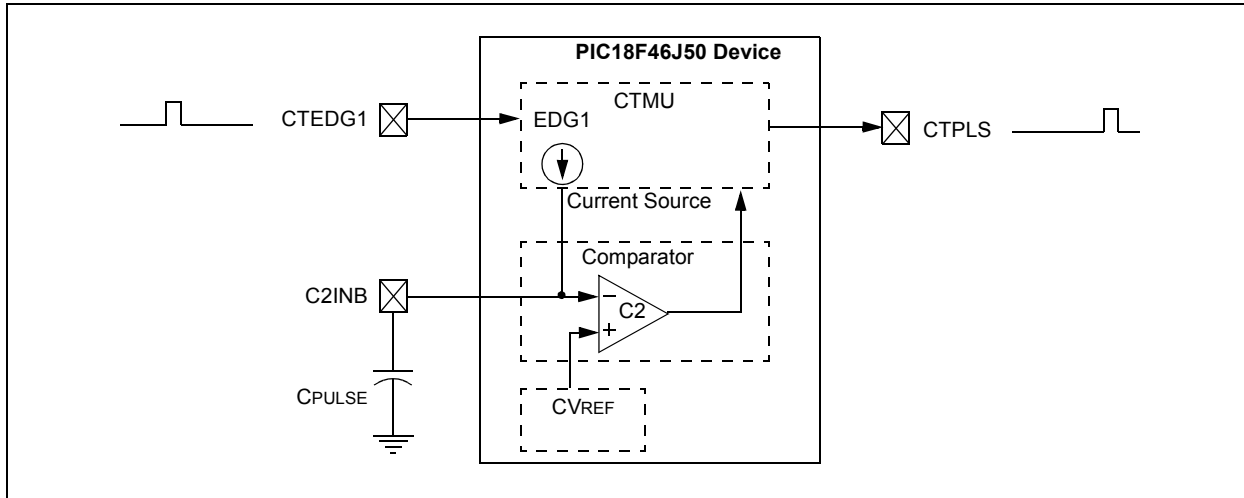 PIC18F46J50 Device
CTMU
CTEDG1
EDG1
CTPLS
Current Source
Comparator
C2INB
−
C2
+
CPULSE
CVREF